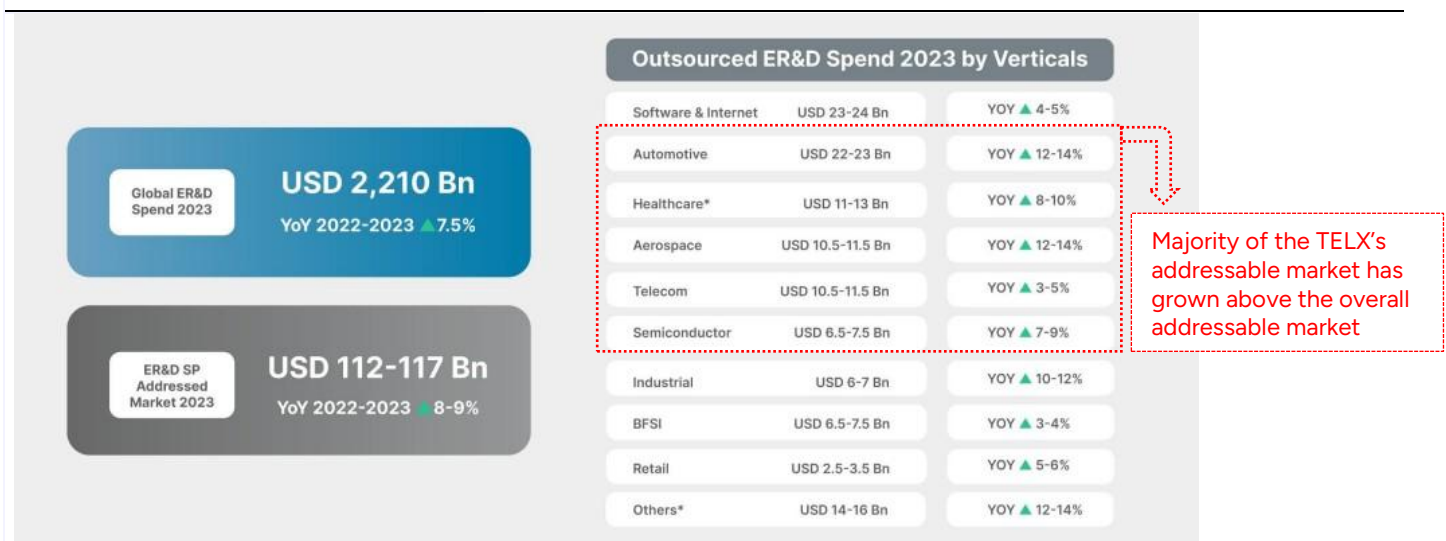 Global ER&D
Spend 2023
USD 2,210 Bn
YoY 2022-2023 ▲7.5%
ER&D SP
Addressed
Market 2023
USD 112-117 Bn
YoY 2022-2023 ▲8-9%
Outsourced ER&D Spend 2023 by Verticals
Software & Internet USD 23-24 Bn YOY ▲ 4-5%
Automotive USD 22-23 Bn YOY ▲ 12-14%
Healthcare* USD 11-13 Bn YOY ▲ 8-10%
Aerospace USD 10.5-11.5 Bn YOY ▲ 12-14%
Telecom USD 10.5-11.5 Bn YOY ▲ 3-5%
Semiconductor USD 6.5-7.5 Bn YOY ▲ 7-9%
Industrial USD 6-7 Bn YOY ▲ 10-12%
BFSI USD 6.5-7.5 Bn YOY ▲ 3-4%
Retail USD 2.5-3.5 Bn YOY ▲ 5-6%
Others* USD 14-16 Bn YOY ▲ 12-14%
Majority of the TELX's
addressable market has
grown above the overall
addressable market